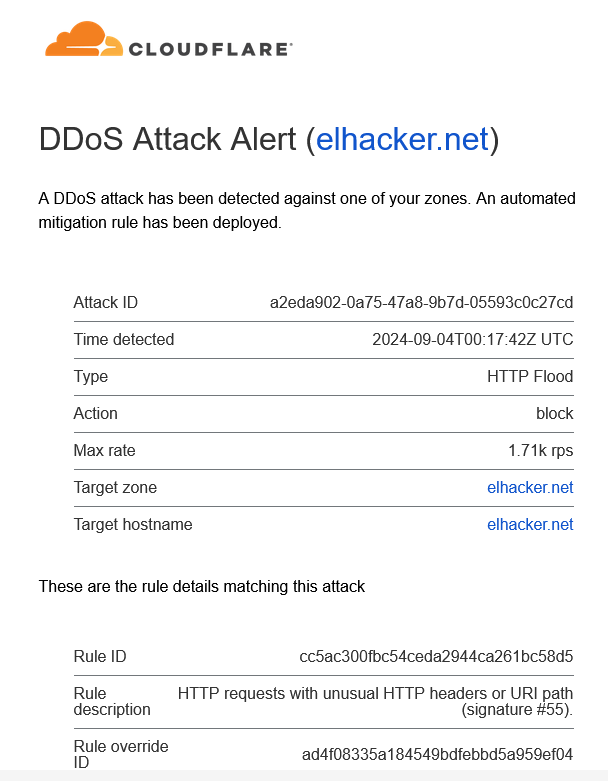 CLOUDFLARE
DDoS Attack Alert (elhacker.net)
A DDoS attack has been detected against one of your zones. An automated
mitigation rule has been deployed.
Attack ID a2eda902-0a75-47a8-9b7d-05593c0c27cd
Time detected 2024-09-04T00:17:42Z UTC
Type HTTP Flood
Action block
Max rate 1.71k rps
Target zone elhacker.net
Target hostname elhacker.net
These are the rule details matching this attack
Rule ID cc5ac300fbc54ceda2944ca261bc58d5
Rule HTTP requests with unusual HTTP headers or URI path
description (signature #55).
Rule override
ID ad4f08335a184549bdfebbd5a959ef04